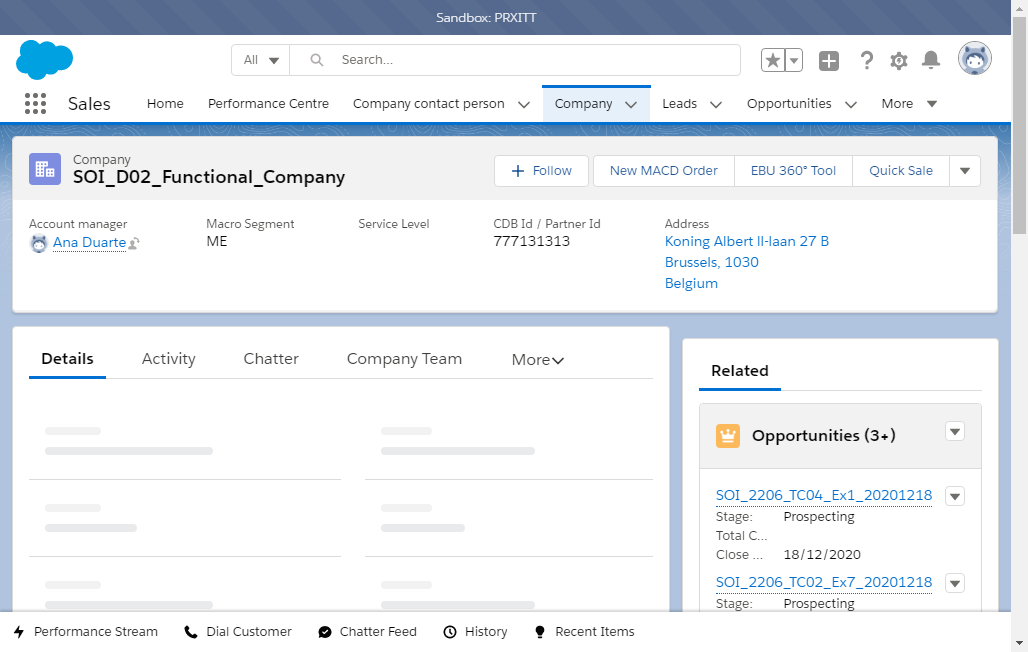 Sandbox: PRXITT
All
Search...
Sales
Home
Performance Centre
Company contact person
Company
Leads
Opportunities
More
Company
SOI_D02_Functional_Company
Follow
New MACD Order
EBU 360° Tool
Quick Sale
Account manager
Ana Duarte
Macro Segment
ME
Service Level
CDB Id / Partner Id
777131313
Address
Koning Albert II-laan 27 B
Brussels, 1030
Belgium
Details
Activity
Chatter
Company Team
More
Related
Opportunities (3+)
SOI_2206_TC04_Ex1_20201218
Stage: Prospecting
Total C...
Close ... 18/12/2020
SOI_2206_TC02_Ex7_20201218
Stage: Prospecting
Performance Stream
Dial Customer
Chatter Feed
History
Recent Items